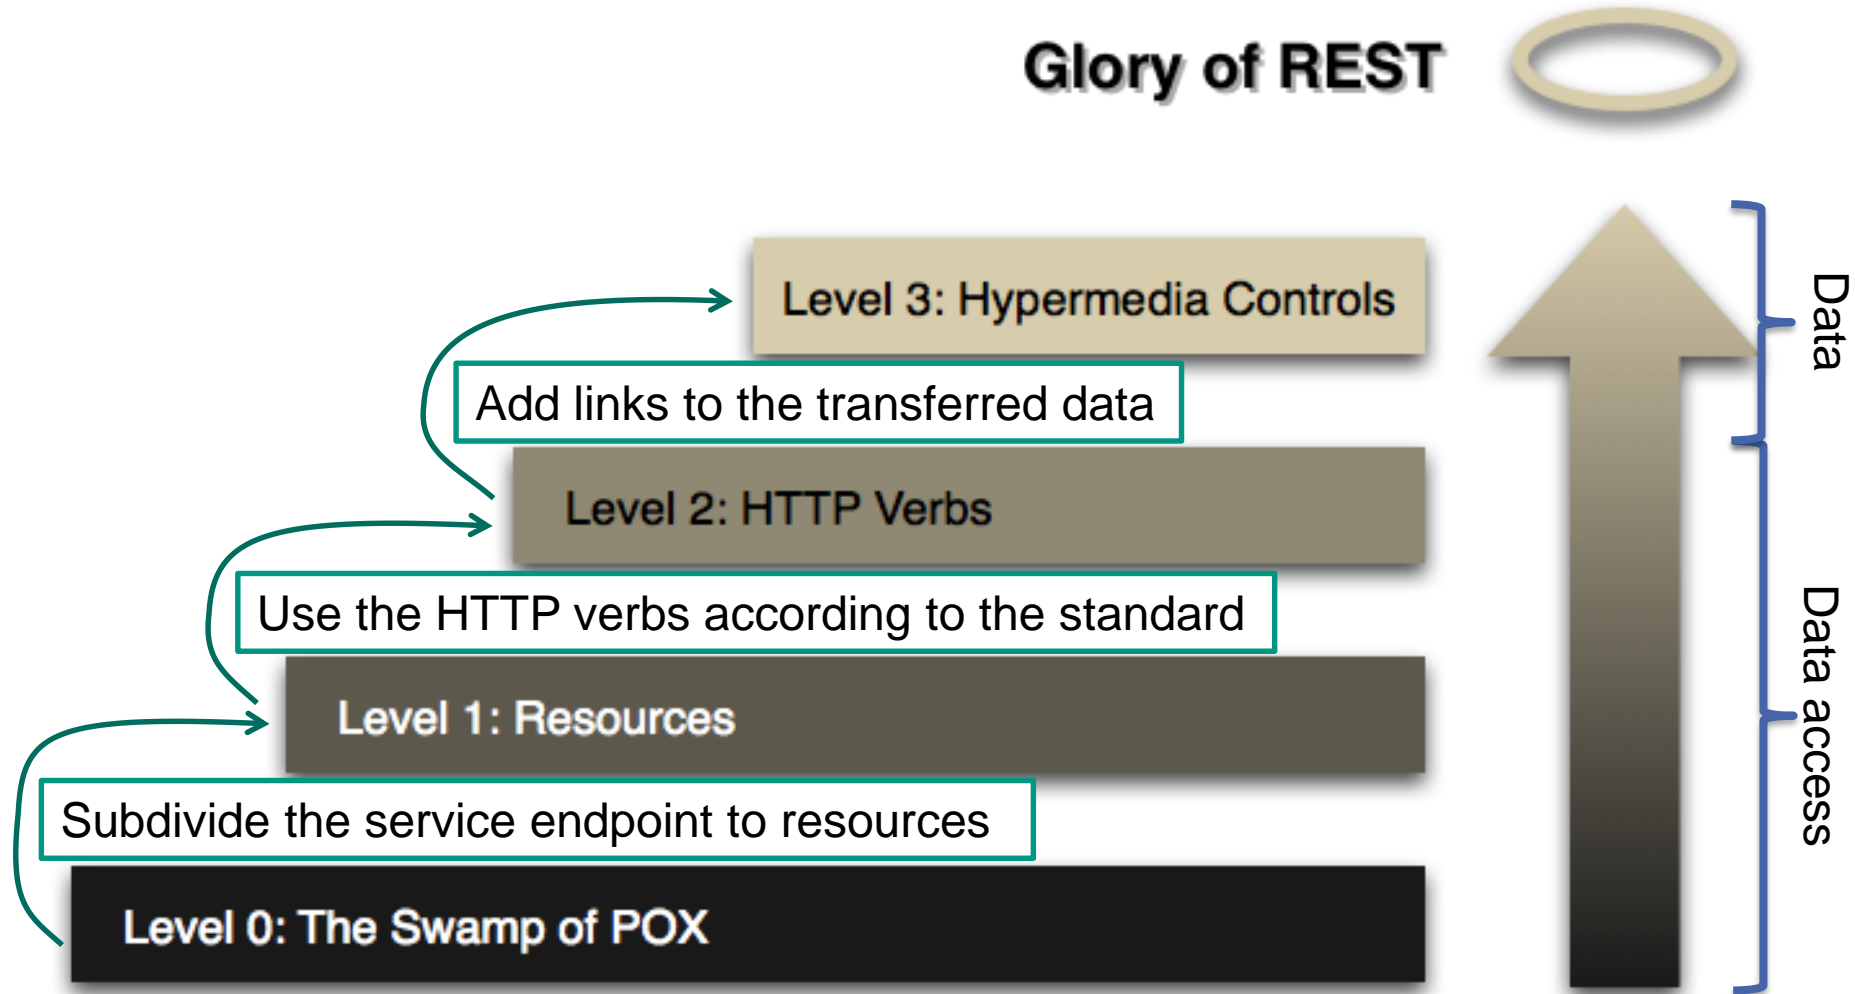 Glory of REST
Level 3: Hypermedia Controls
Add links to the transferred data
Level 2: HTTP Verbs
Use the HTTP verbs according to the standard
Level 1: Resources
Subdivide the service endpoint to resources
Level 0: The Swamp of POX
Data
Data access